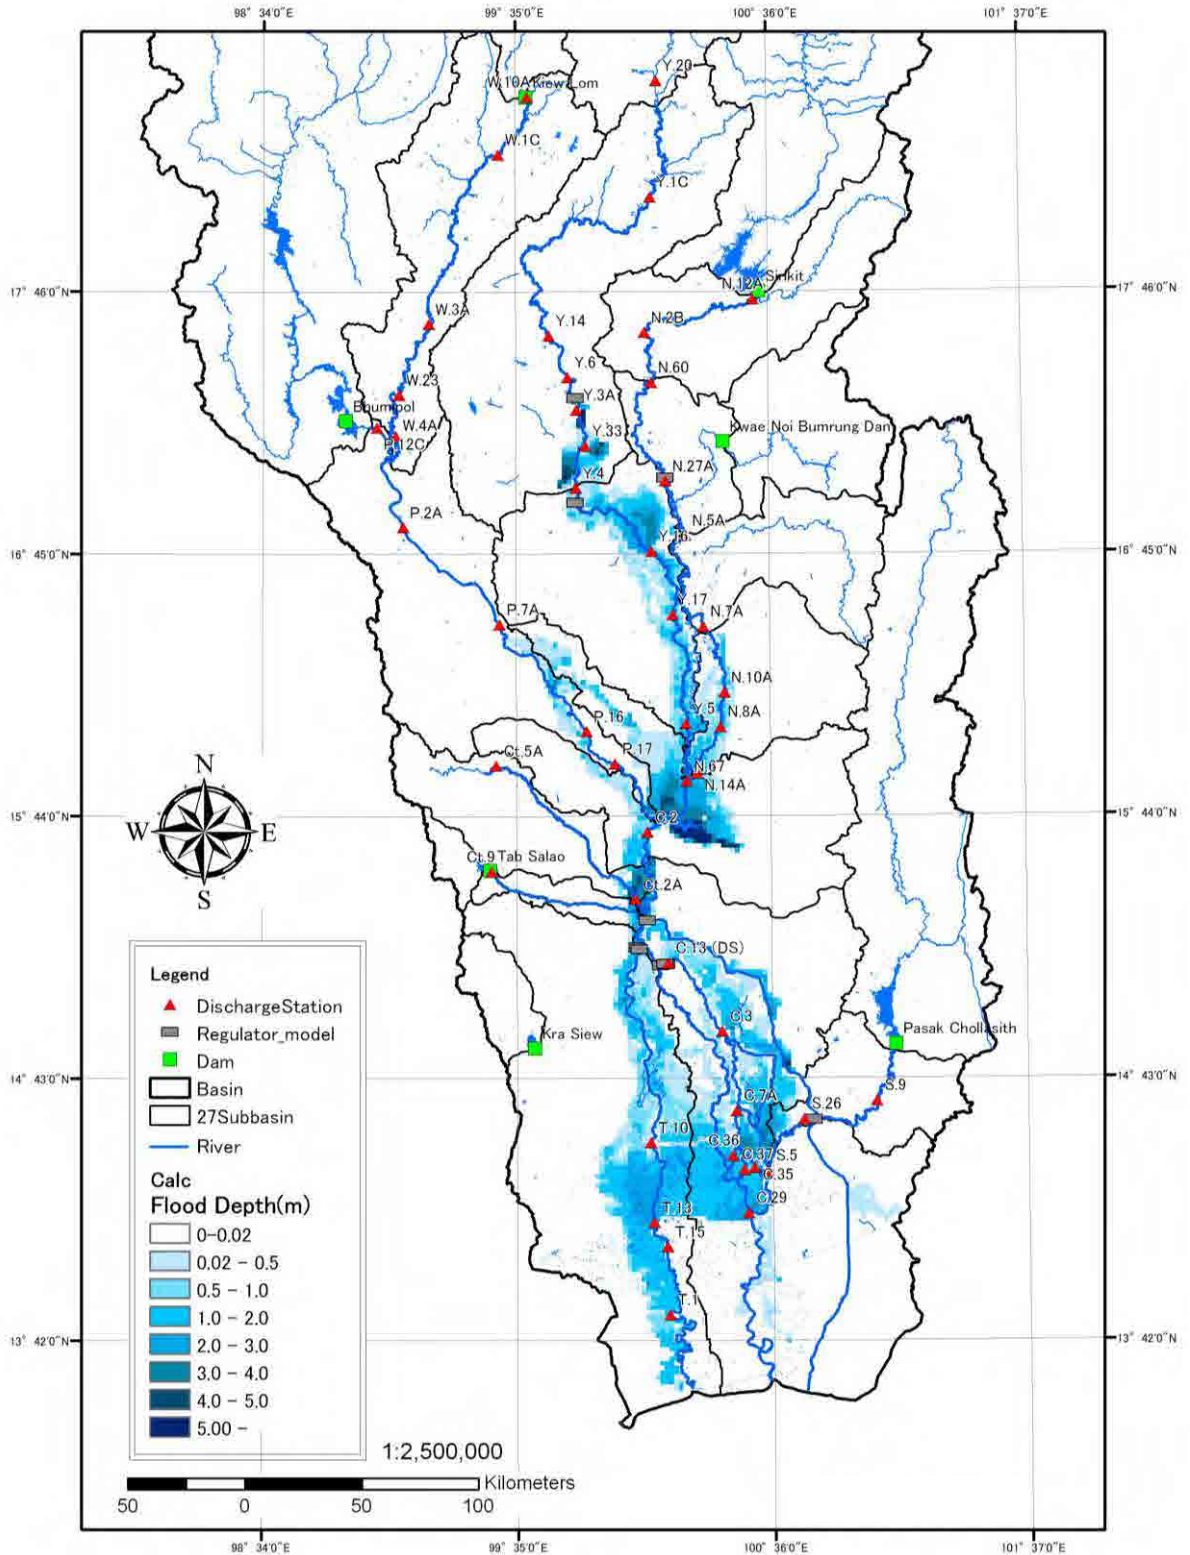 98° 34'0"E 99° 35'0"E 100° 36'0"E 101° 37'0"E
Y.20
W.10A Kiew Lom
W.1C
Y.1C
Sirikit
N.12A
17° 46'0"N 17° 46'0"N
W.3A
Y.14
N.2B
Y.6
N.60
W.23
Y.3A
Bhumipol
W.4A
Y.33
Kwae Noi Bumrung Dan
P.12C
Y.4
N.27A
P.2A
N.5A
Y.16
16° 45'0"N 16° 45'0"N
Y.17
P.7A
N.7A
N.10A
Y.5
N.8A
P.16
Ct.5A
P.17
N.67
N.14A
N
W E
S
15° 44'0"N 15° 44'0"N
C.2
Ct.9 Tab Salao
Ct.2A
C.13 (DS)
C.3
Pasak Chollasith
Kra Siew
14° 43'0"N 14° 43'0"N
S.9
C.7A
S.26
T.10
C.36
C.37 S.5
C.35
C.29
T.13
T.15
T.1
13° 42'0"N 13° 42'0"N
Legend
DischargeStation
Regulator_model
Dam
Basin
27Subbasin
River
Calc
Flood Depth(m)
0-0.02
0.02 - 0.5
0.5 - 1.0
1.0 - 2.0
2.0 - 3.0
3.0 - 4.0
4.0 - 5.0
5.00 -
1:2,500,000
Kilometers
50 0 50 100
98° 34'0"E 99° 35'0"E 100° 36'0"E 101° 37'0"E